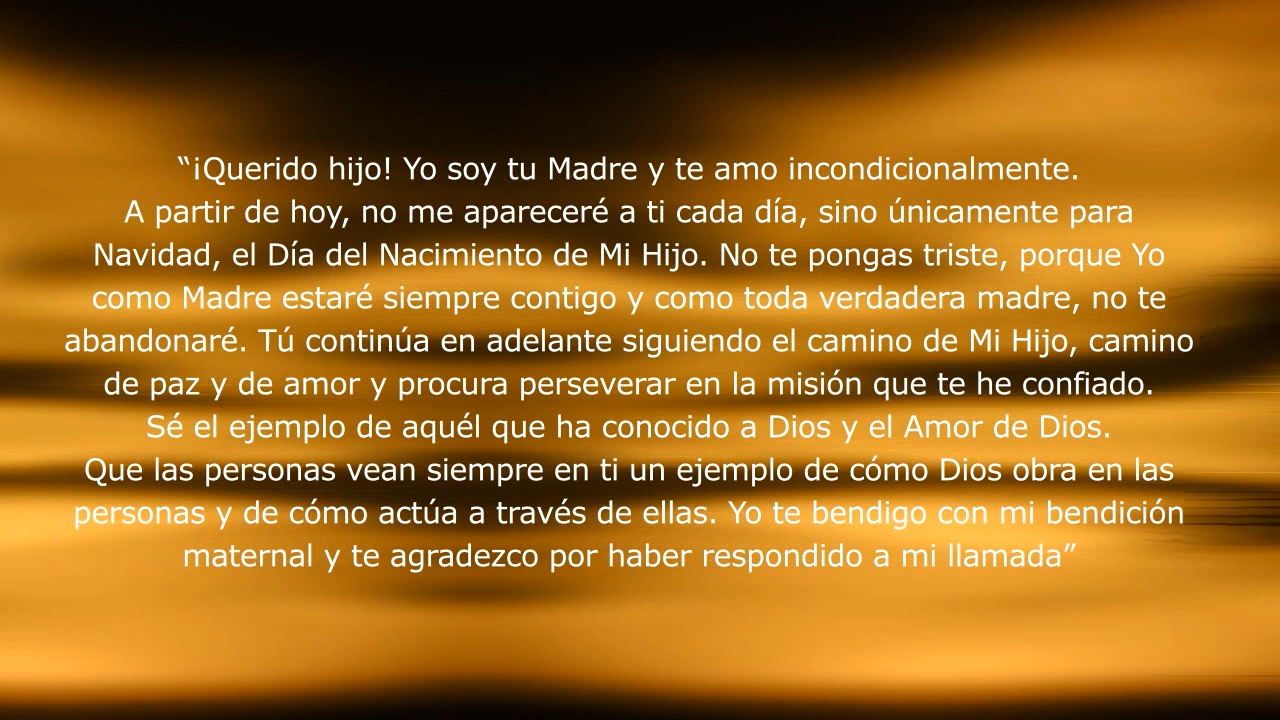 “¡Querido hijo! Yo soy tu Madre y te amo incondicionalmente.
A partir de hoy, no me apareceré a ti cada día, sino únicamente para
Navidad, el Día del Nacimiento de Mi Hijo. No te pongas triste, porque Yo
como Madre estaré siempre contigo y como toda verdadera madre, no te
abandonaré. Tú continúa en adelante siguiendo el camino de Mi Hijo, camino
de paz y de amor y procura perseverar en la misión que te he confiado.
Sé el ejemplo de aquél que ha conocido a Dios y el Amor de Dios.
Que las personas vean siempre en ti un ejemplo de cómo Dios obra en las
personas y de cómo actúa a través de ellas. Yo te bendigo con mi bendición
maternal y te agradezco por haber respondido a mi llamada”